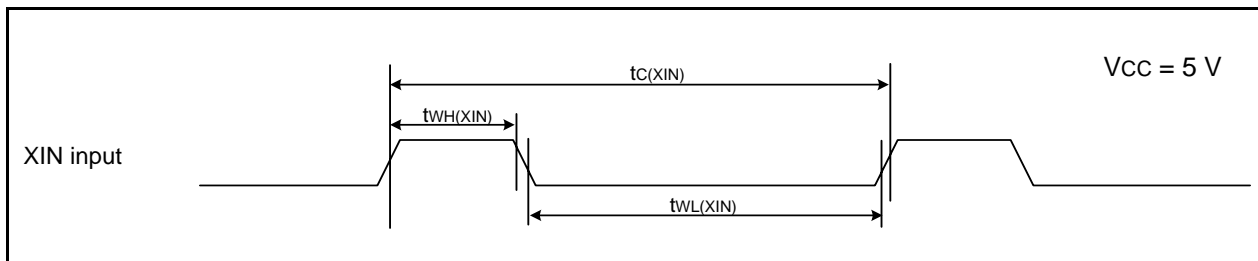 tC(XIN)
VCC = 5 V
tWH(XIN)
XIN input
tWL(XIN)